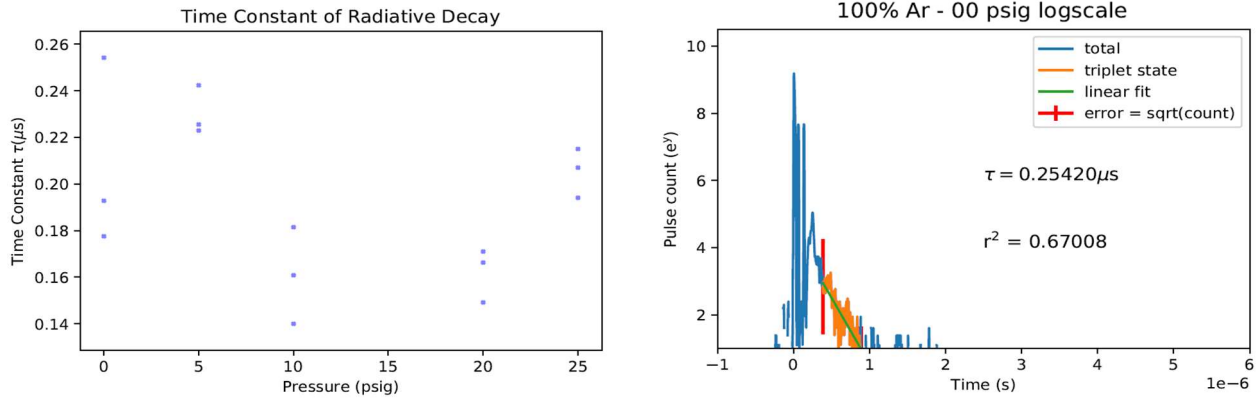 Time Constant of Radiative Decay
Time Constant τ(μs)
0.26
0.24
0.22
0.20
0.18
0.16
0.14
0
5
10
15
20
25
Pressure (psig)
100% Ar - 00 psig logscale
Pulse count (eʸ)
10
8
6
4
2
total
triplet state
linear fit
error = sqrt(count)
τ = 0.25420μs
r² = 0.67008
−1
0
1
2
3
4
5
6
1e−6
Time (s)